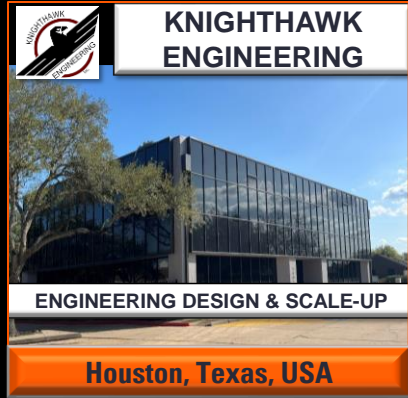 KNIGHTHAWK
ENGINEERING
KNIGHTHAWK
ENGINEERING
ENGINEERING DESIGN & SCALE-UP
Houston, Texas, USA